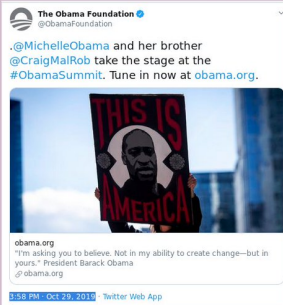 The Obama Foundation
@ObamaFoundation
.@MichelleObama and her brother
@CraigMalRob take the stage at the
#ObamaSummit. Tune in now at obama.org.
THIS IS
AMERICA
obama.org
"I'm asking you to believe. Not in my ability to create change—but in
yours." President Barack Obama
obama.org
3:58 PM · Oct 29, 2019 · Twitter Web App